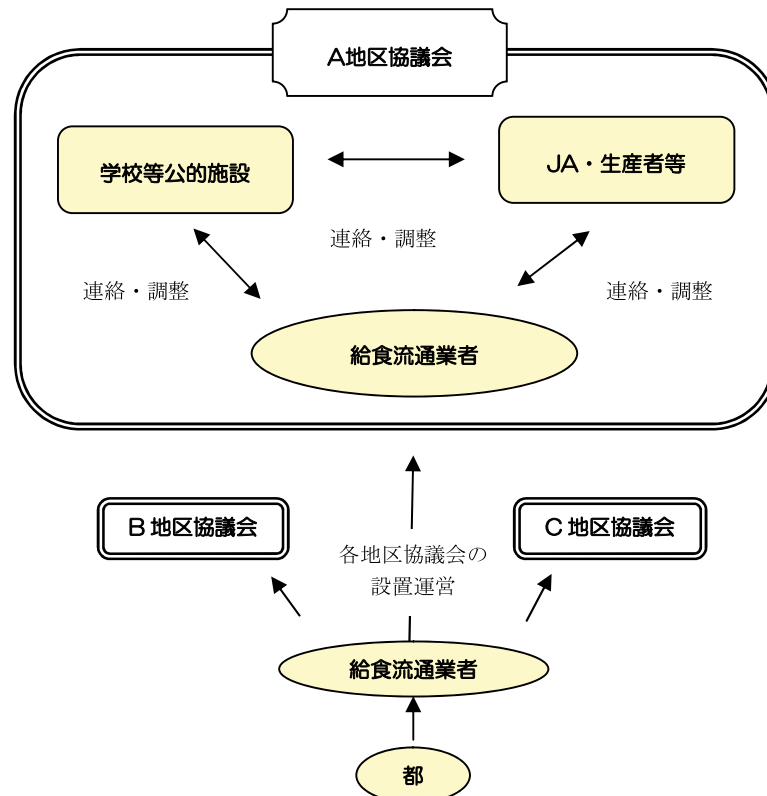 A地区協議会
学校等公的施設
JA・生産者等
連絡・調整
連絡・調整
連絡・調整
給食流通業者
B地区協議会
C地区協議会
各地区協議会の
設置運営
給食流通業者
都